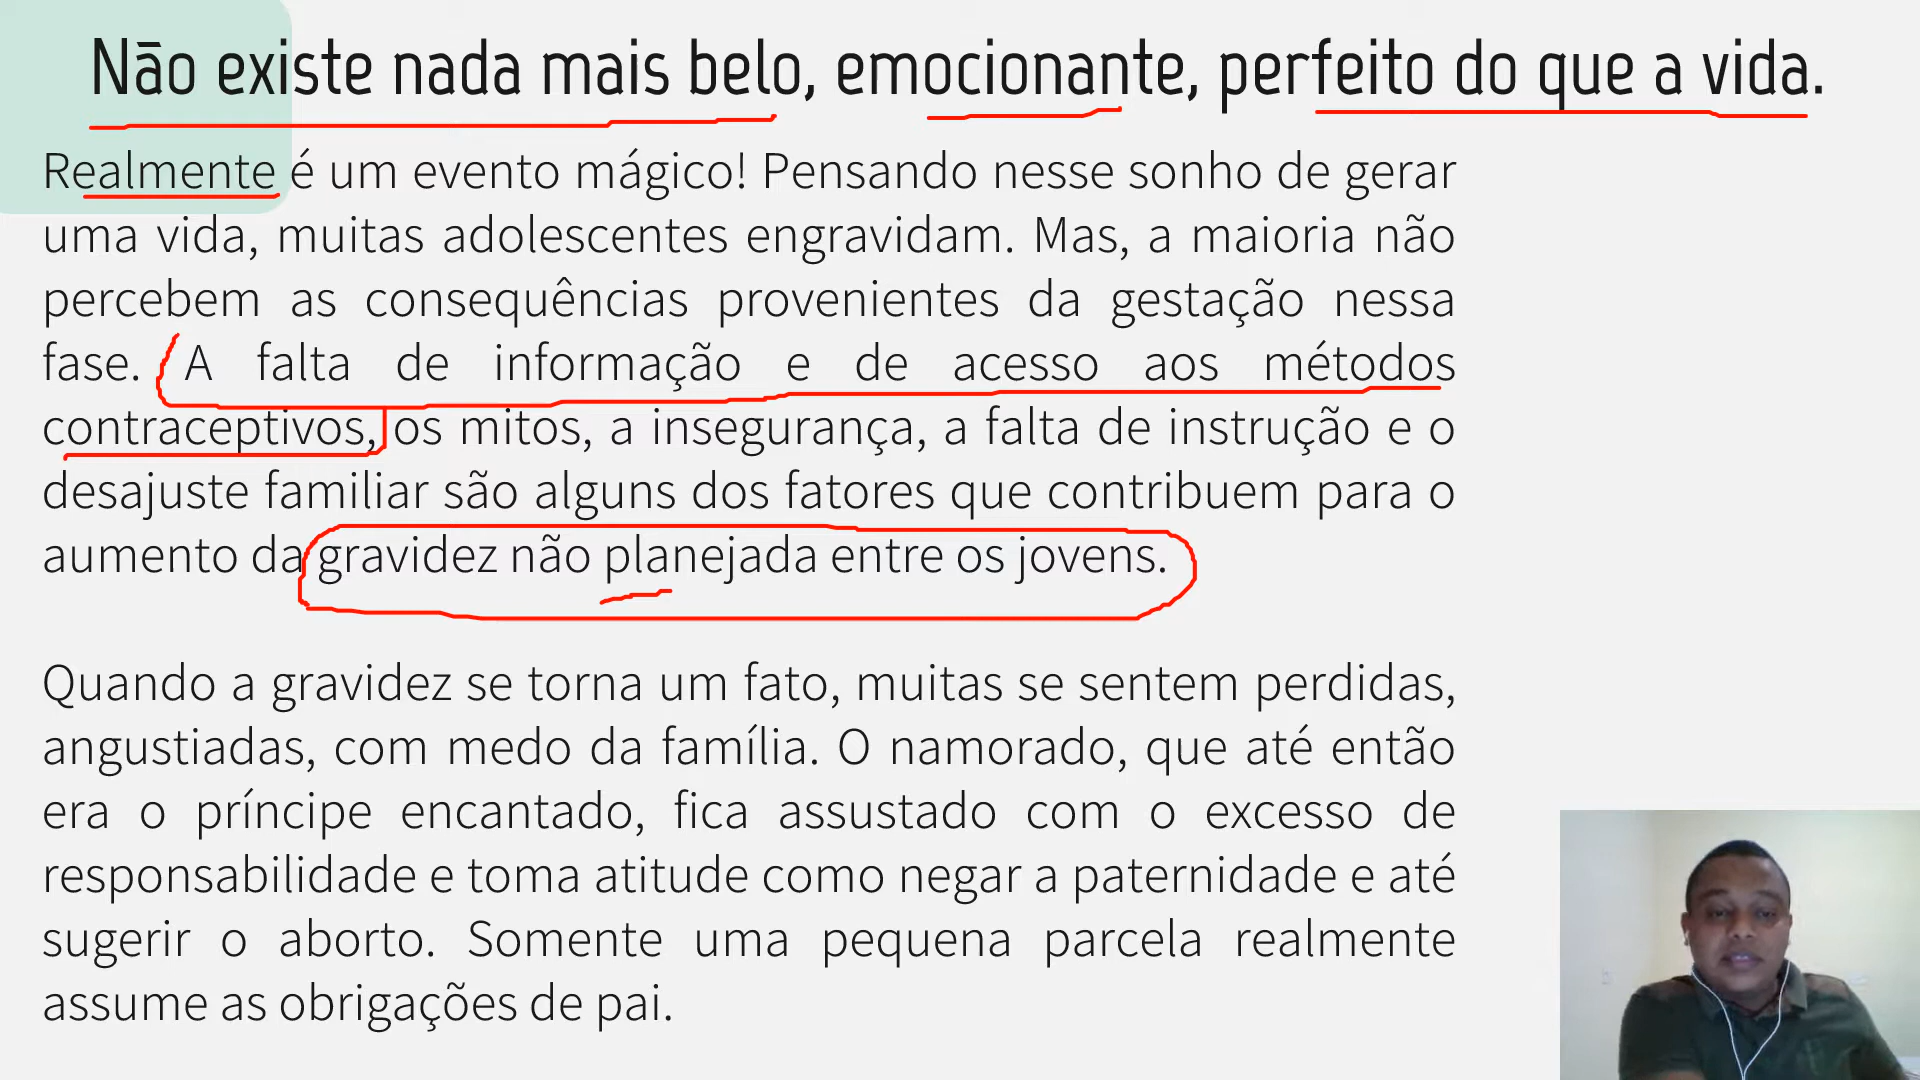 Não existe nada mais belo, emocionante, perfeito do que a vida.
Realmente é um evento mágico! Pensando nesse sonho de gerar
uma vida, muitas adolescentes engravidam. Mas, a maioria não
percebem as consequências provenientes da gestação nessa
fase. A falta de informação e de acesso aos métodos
contraceptivos, os mitos, a insegurança, a falta de instrução e o
desajuste familiar são alguns dos fatores que contribuem para o
aumento da gravidez não planejada entre os jovens.
Quando a gravidez se torna um fato, muitas se sentem perdidas,
angustiadas, com medo da família. O namorado, que até então
era o príncipe encantado, fica assustado com o excesso de
responsabilidade e toma atitude como negar a paternidade e até
sugerir o aborto. Somente uma pequena parcela realmente
assume as obrigações de pai.